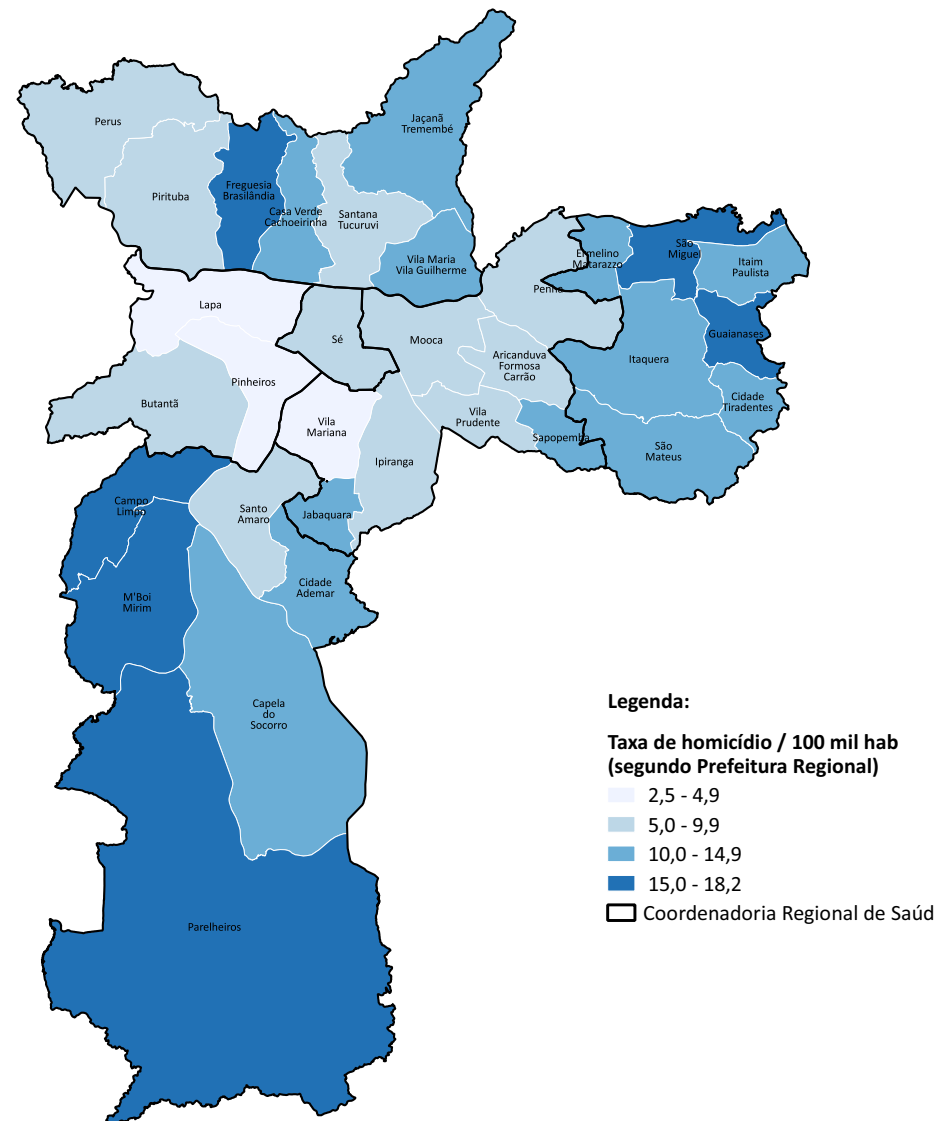 Perus
Jaçanã
Tremembé
Pirituba
Freguesia
Brasilândia
Casa Verde
Cachoeirinha
Santana
Tucuruvi
Vila Maria
Vila Guilherme
Ermelino
Matarazzo
São
Miguel
Itaim
Paulista
Penha
Lapa
Sé
Mooca
Guaianases
Aricanduva
Formosa
Carrão
Itaquera
Pinheiros
Butantã
Cidade
Tiradentes
Vila
Mariana
Vila
Prudente
Sapopemba
São
Mateus
Ipiranga
Campo
Limpo
Santo
Amaro
Jabaquara
Cidade
Ademar
M'Boi
Mirim
Capela
do
Socorro
Parelheiros
Legenda:
Taxa de homicídio / 100 mil hab
(segundo Prefeitura Regional)
2,5 - 4,9
5,0 - 9,9
10,0 - 14,9
15,0 - 18,2
Coordenadoria Regional de Saúd